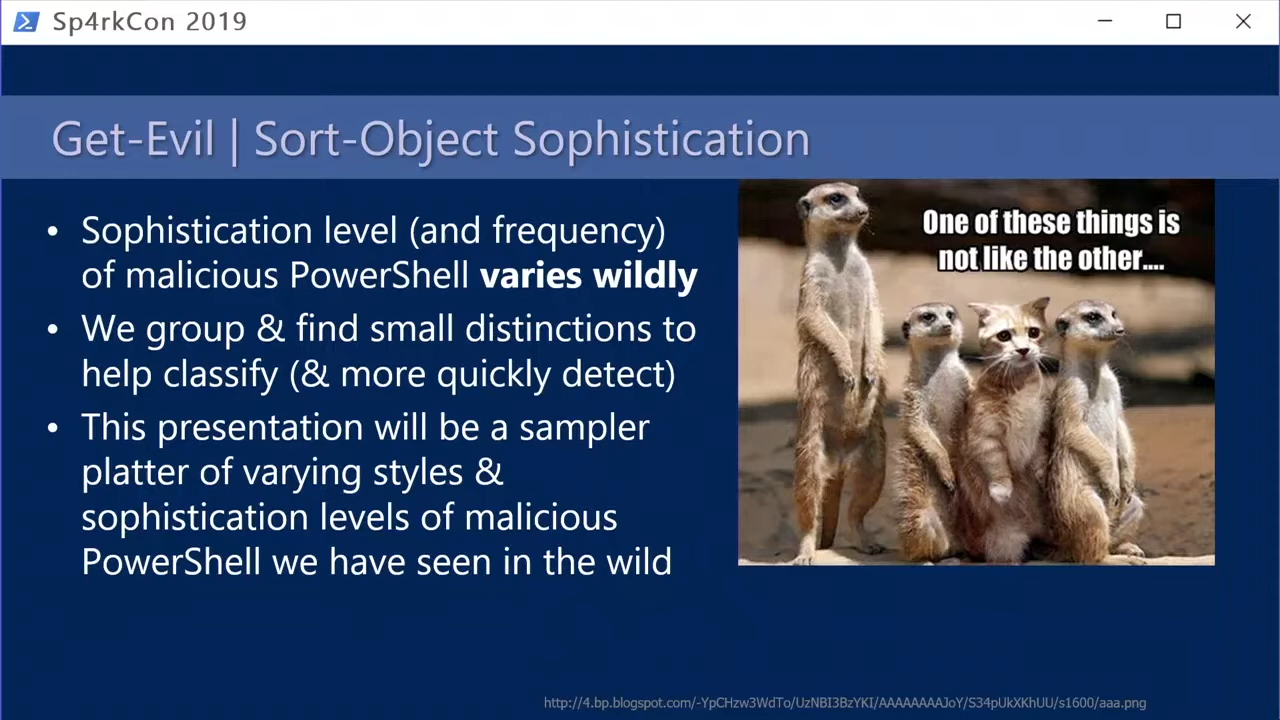 Sp4rkCon 2019
Get-Evil | Sort-Object Sophistication
• Sophistication level (and frequency)
of malicious PowerShell varies wildly
• We group & find small distinctions to
help classify (& more quickly detect)
• This presentation will be a sampler
platter of varying styles &
sophistication levels of malicious
PowerShell we have seen in the wild
One of these things is
not like the other....
http://4.bp.blogspot.com/-YpCHzw3WdTo/UzNBI3BzYKI/AAAAAAAAJoY/S34pUkXKhUU/s1600/aaa.png